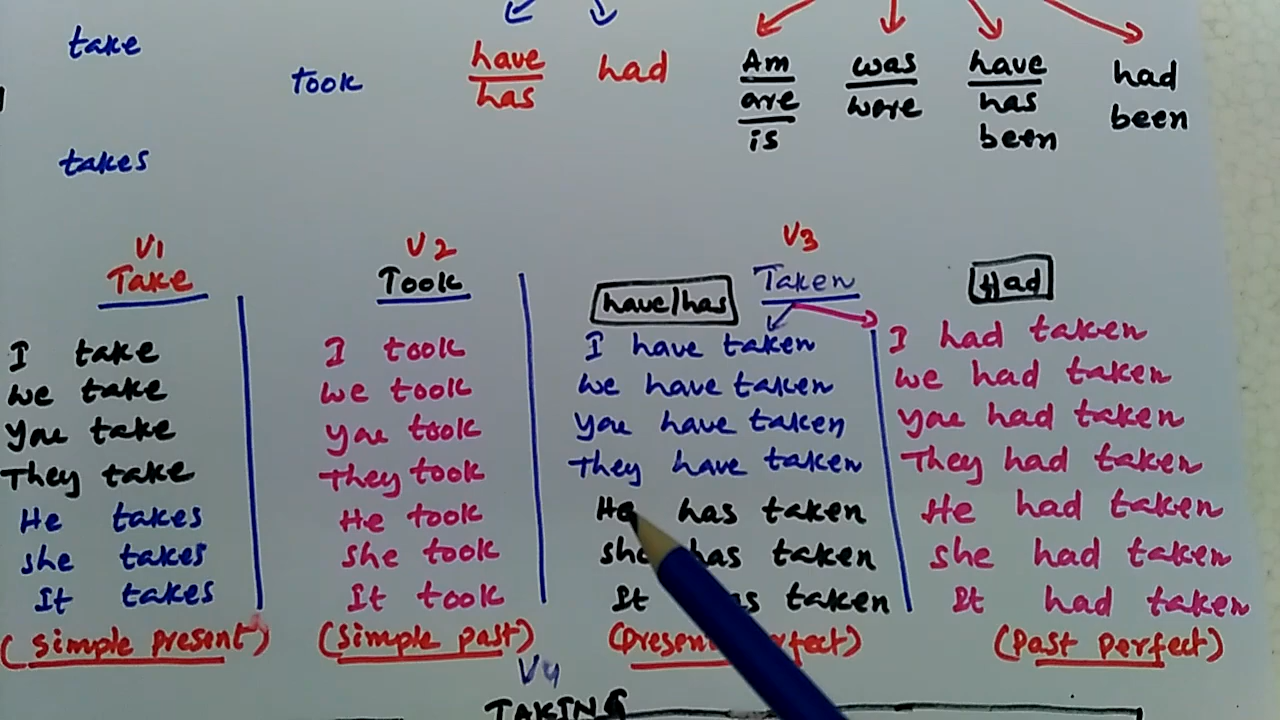 take
took
have
has
had
Am
are
is
was
were
have
has
been
had
been
takes
V1
Take
I take
we take
you take
They take
He takes
she takes
It takes
(simple present)
V2
Took
I took
we took
you took
They took
He took
she took
It took
(simple past)
V3
have/has
Taken
I have taken
we have taken
you have taken
They have taken
He has taken
she has taken
It has taken
(Present perfect)
Had
I had taken
we had taken
you had taken
They had taken
He had taken
she had taken
It had taken
(Past perfect)
V4
TAKING